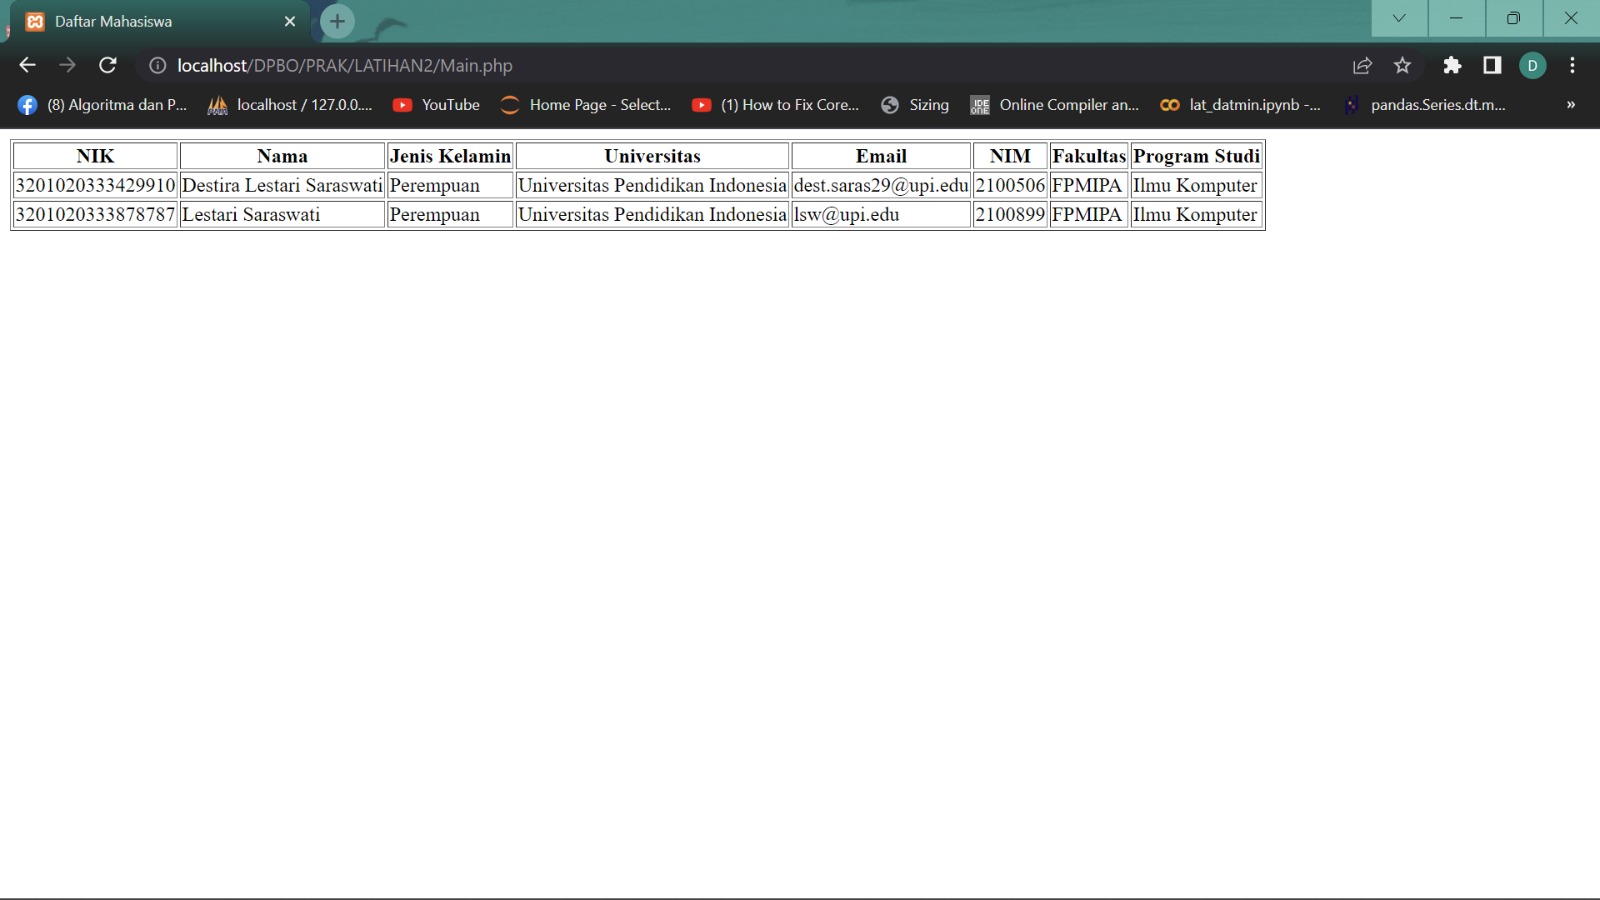 Daftar Mahasiswa
localhost/DPBO/PRAK/LATIHAN2/Main.php
D
(8) Algoritma dan P... localhost / 127.0.0.... YouTube Home Page - Select... (1) How to Fix Core... Sizing IDE ONE Online Compiler an... lat_datmin.ipynb -... pandas.Series.dt.m... »
NIK Nama Jenis Kelamin Universitas Email NIM Fakultas Program Studi
3201020333429910 Destira Lestari Saraswati Perempuan Universitas Pendidikan Indonesia dest.saras29@upi.edu 2100506 FPMIPA Ilmu Komputer
3201020333878787 Lestari Saraswati Perempuan Universitas Pendidikan Indonesia lsw@upi.edu 2100899 FPMIPA Ilmu Komputer